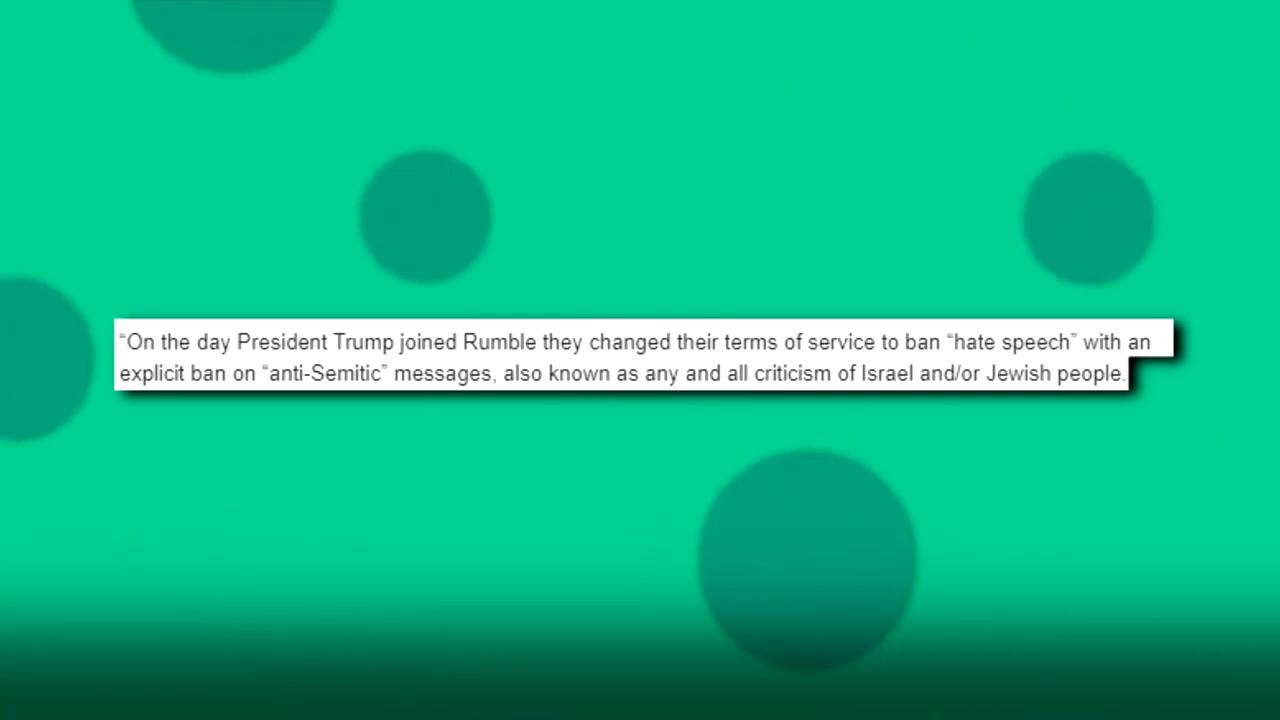 “On the day President Trump joined Rumble they changed their terms of service to ban “hate speech” with an
explicit ban on “anti-Semitic” messages, also known as any and all criticism of Israel and/or Jewish people.